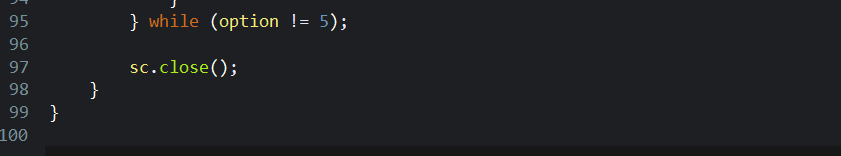 94 }
95 } while (option != 5);
96
97 sc.close();
98 }
99 }
100